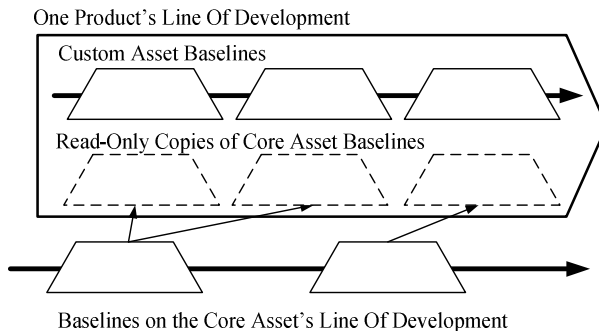 One Product's Line Of Development
Custom Asset Baselines
Read-Only Copies of Core Asset Baselines
Baselines on the Core Asset's Line Of Development